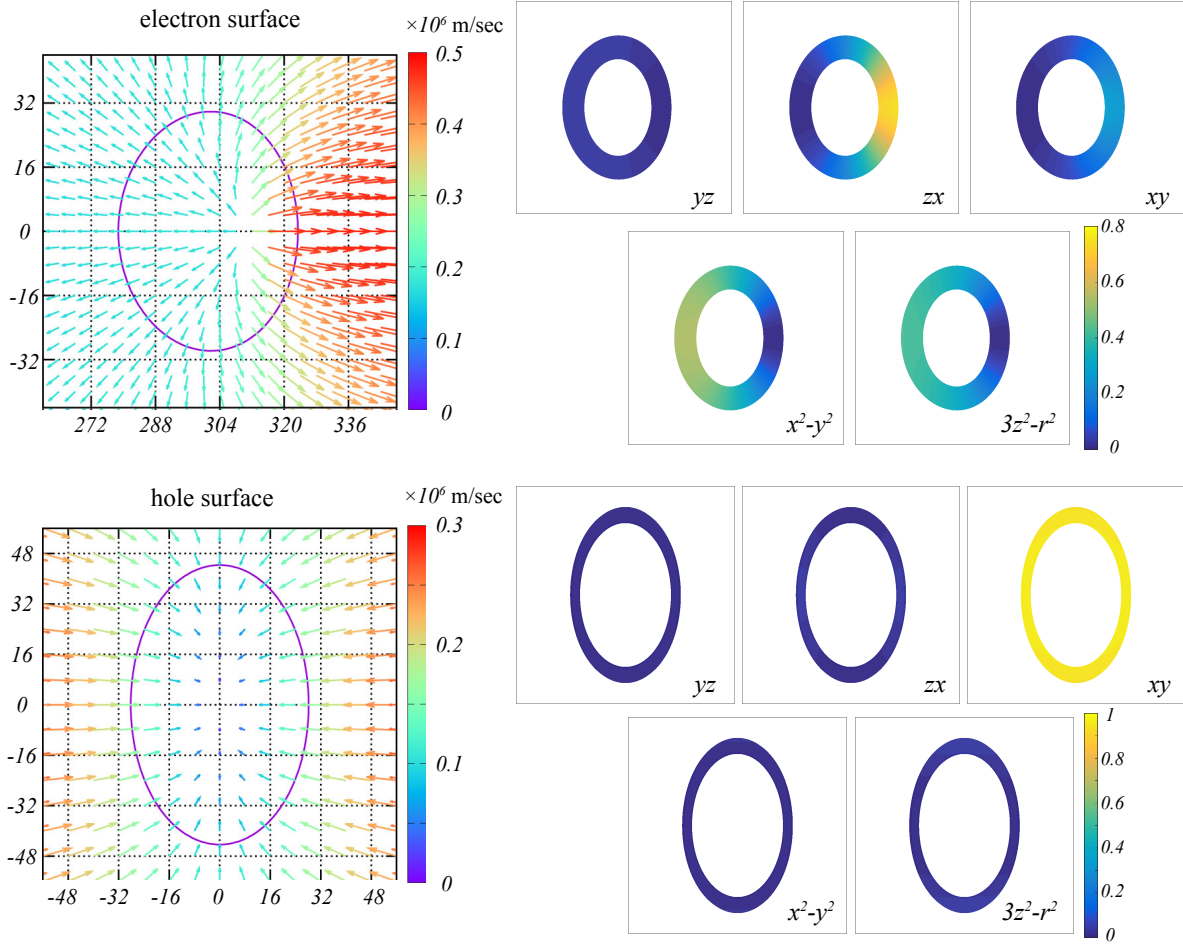 electron surface
×10⁶ m/sec
0.5
0.4
0.3
0.2
0.1
0
32
16
0
-16
-32
272 288 304 320 336
yz
zx
xy
x²-y²
3z²-r²
0.8
0.6
0.4
0.2
0
hole surface
×10⁶ m/sec
0.3
0.2
0.1
0
48
32
16
0
-16
-32
-48
-48 -32 -16 0 16 32 48
yz
zx
xy
x²-y²
3z²-r²
1
0.8
0.6
0.4
0.2
0